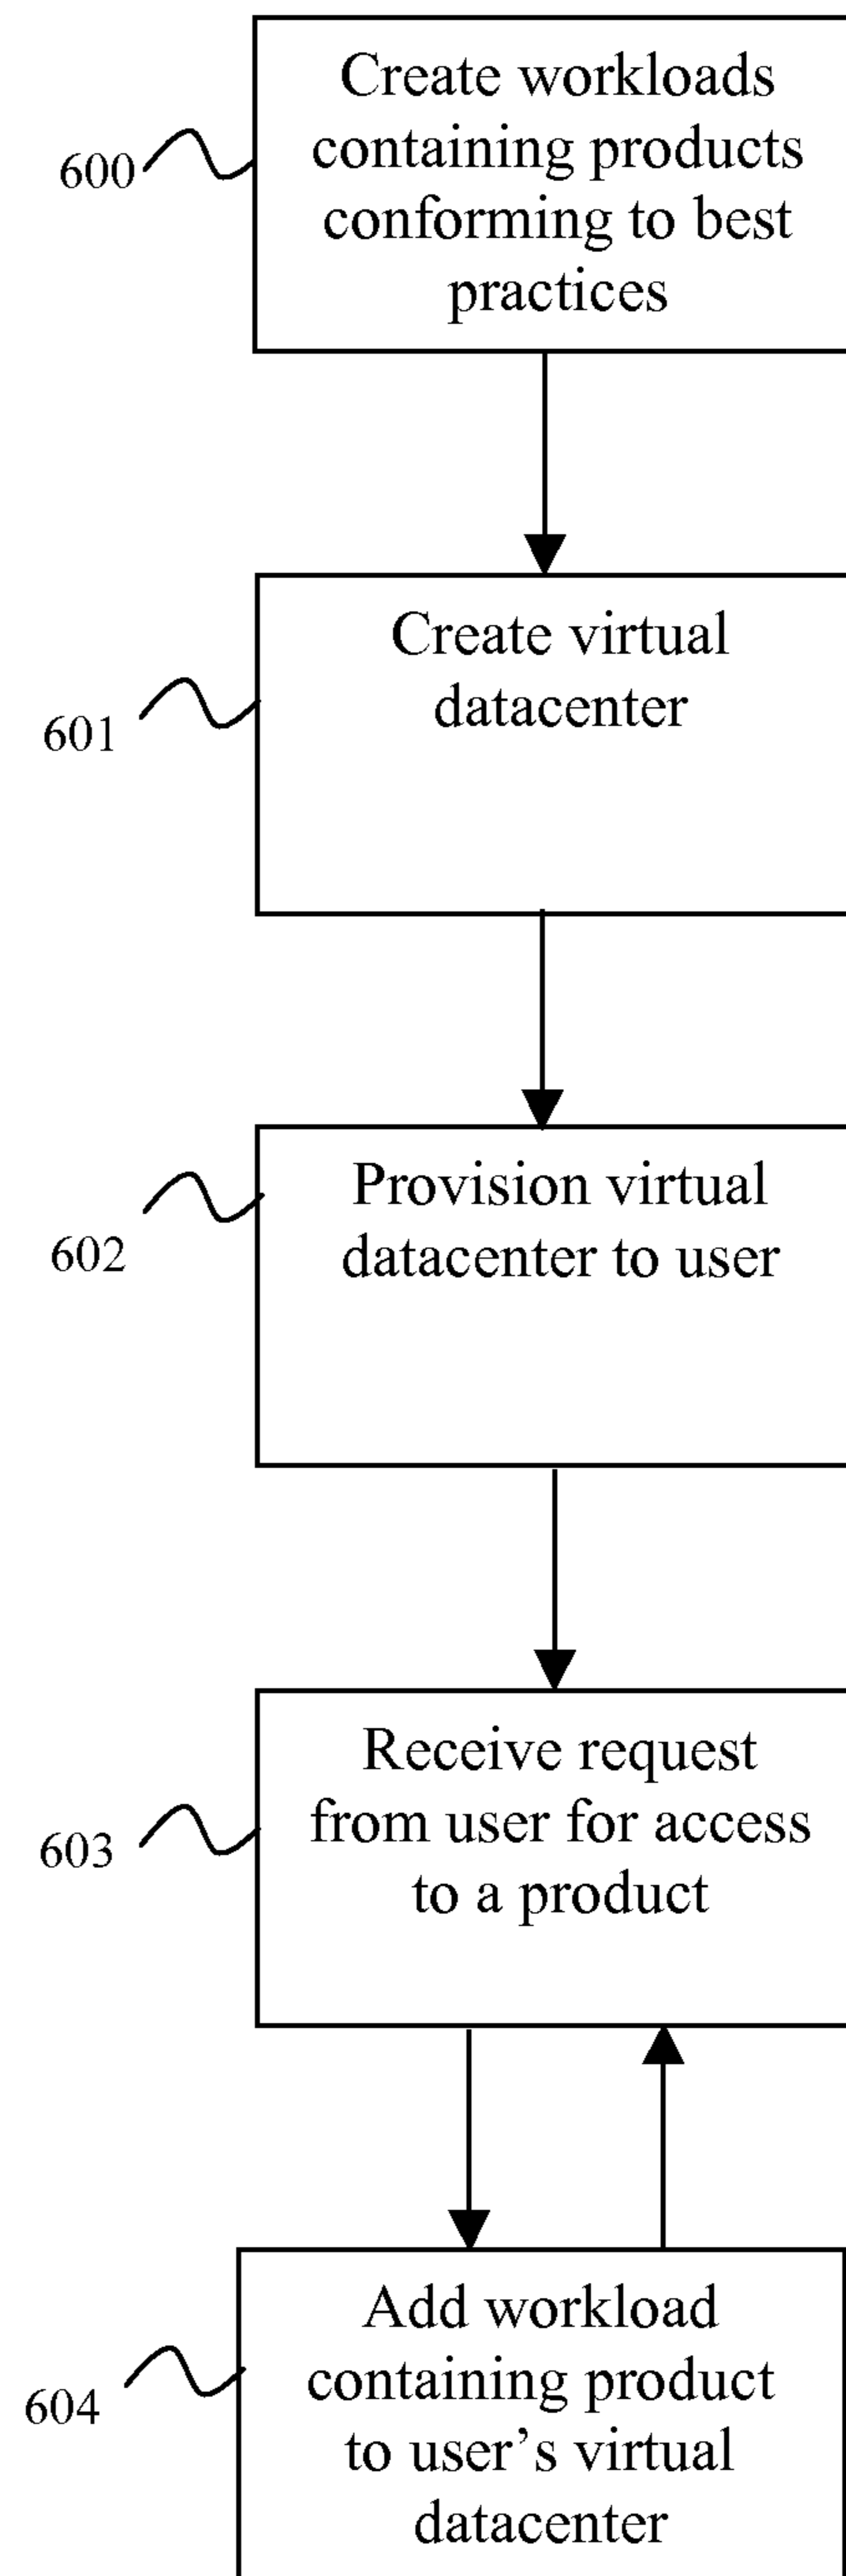 Create workloads
containing products
600
conforming to best
practices
Create virtual
datacenter
601
Provision virtual
datacenter to user
602
Receive request
from user for access
603
to a product
Add workload
containing product
604
to user’s virtual
datacenter